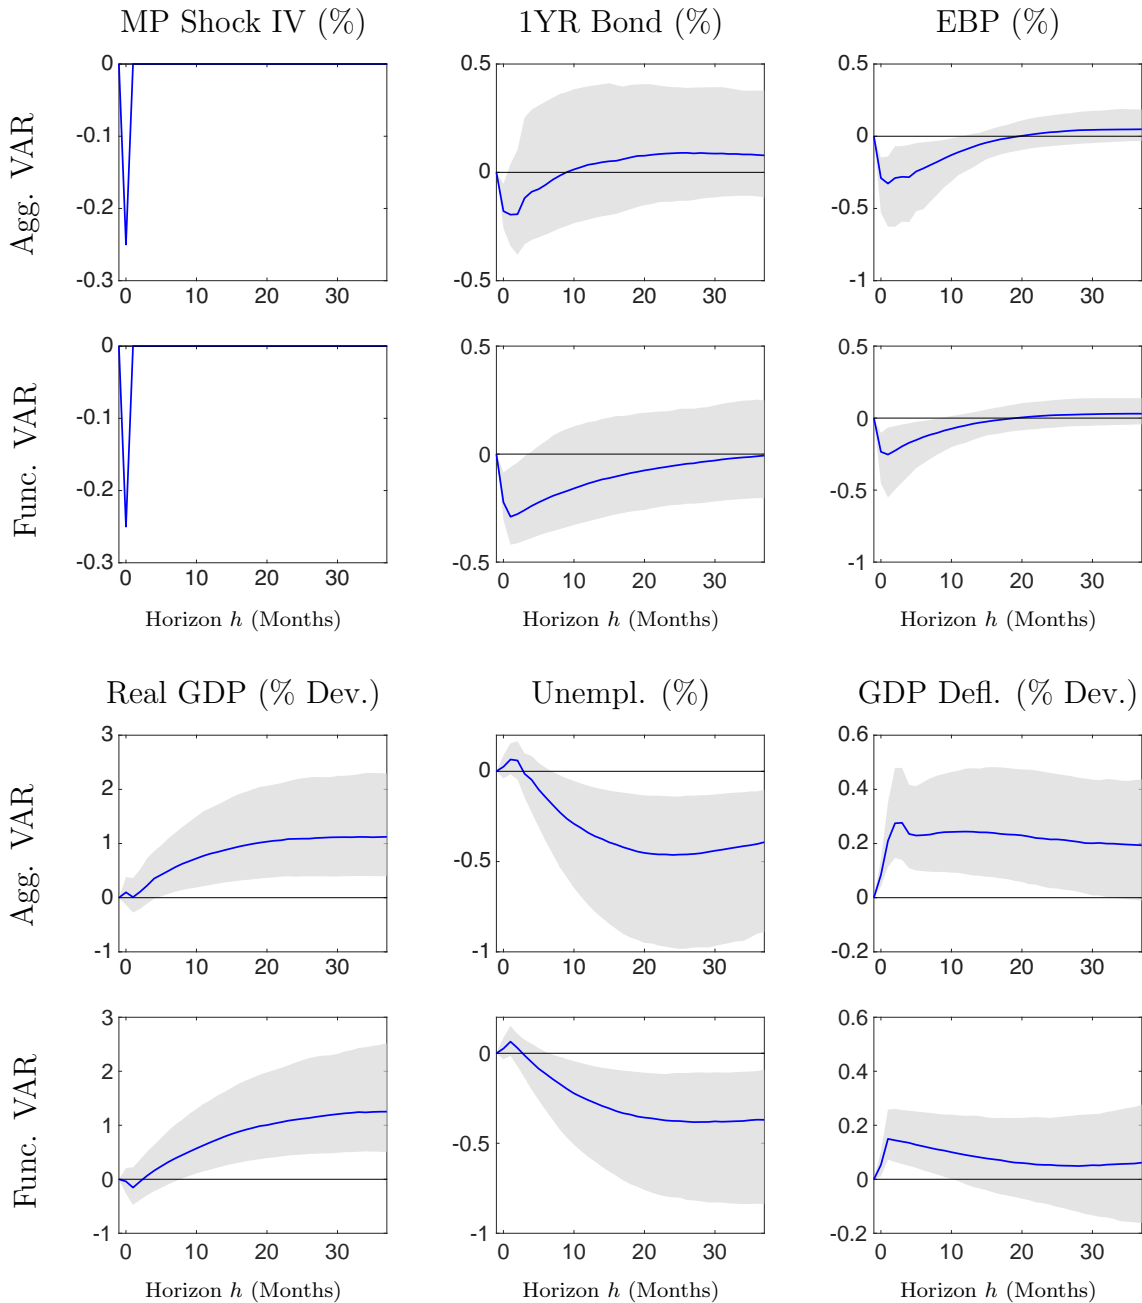 MP Shock IV (%) 1YR Bond (%) EBP (%)
Agg. VAR
0
-0.1
-0.2
-0.3
0 10 20 30
0.5
0
-0.5
0 10 20 30
0.5
0
-0.5
-1
0 10 20 30
Func. VAR
0
-0.1
-0.2
-0.3
0 10 20 30
0.5
0
-0.5
0 10 20 30
0.5
0
-0.5
-1
0 10 20 30
Horizon h (Months) Horizon h (Months) Horizon h (Months)
Real GDP (% Dev.) Unempl. (%) GDP Defl. (% Dev.)
Agg. VAR
3
2
1
0
-1
0 10 20 30
0
-0.5
-1
0 10 20 30
0.6
0.4
0.2
0
-0.2
0 10 20 30
Func. VAR
3
2
1
0
-1
0 10 20 30
0
-0.5
-1
0 10 20 30
0.6
0.4
0.2
0
-0.2
0 10 20 30
Horizon h (Months) Horizon h (Months) Horizon h (Months)